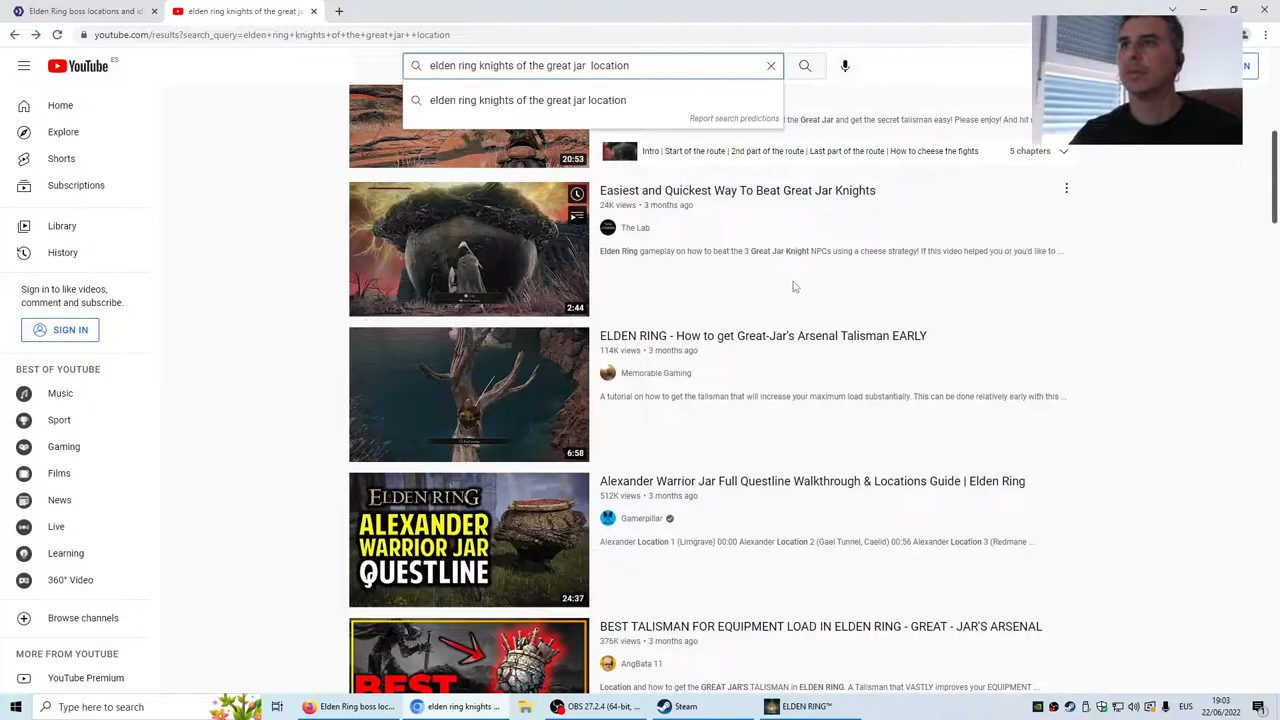 Elden ring boss locations and id
elden ring knights of the great jar
youtube.com/results?search_query=elden+ring+knights+of+the+great+jar++location
YouTube ES
elden ring knights of the great jar  location
elden ring knights of the great jar location
Report search predictions
Home
Explore
Shorts
Subscriptions
Library
History
Sign in to like videos,
comment and subscribe.
SIGN IN
BEST OF YOUTUBE
Music
Sport
Gaming
Films
News
Live
Learning
360° Video
Browse channels
MORE FROM YOUTUBE
YouTube Premium
20:53
the Great Jar and get the secret talisman easy! Please enjoy! And hit
Intro | Start of the route | 2nd part of the route | Last part of the route | How to cheese the fights
5 chapters
2:44
Easiest and Quickest Way To Beat Great Jar Knights
24K views • 3 months ago
The Lab
Elden Ring gameplay on how to beat the 3 Great Jar Knight NPCs using a cheese strategy! If this video helped you or you'd like to ...
6:58
ELDEN RING - How to get Great-Jar's Arsenal Talisman EARLY
114K views • 3 months ago
Memorable Gaming
A tutorial on how to get the talisman that will increase your maximum load substantially. This can be done relatively early with this ...
ELDEN RING
ALEXANDER
WARRIOR JAR
QUESTLINE
24:37
Alexander Warrior Jar Full Questline Walkthrough & Locations Guide | Elden Ring
512K views • 3 months ago
Gamerpillar
Alexander Location 1 (Limgrave) 00:00 Alexander Location 2 (Gael Tunnel, Caelid) 00:56 Alexander Location 3 (Redmane ...
BEST
BEST TALISMAN FOR EQUIPMENT LOAD IN ELDEN RING - GREAT - JAR'S ARSENAL
376K views • 3 months ago
AngBata 11
Location and how to get the GREAT JAR'S TALISMAN in ELDEN RING. A Talisman that VASTLY improves your EQUIPMENT ...
Type here to search
Elden Ring boss loc...
elden ring knights ...
OBS 27.2.4 (64-bit, ...
Steam
ELDEN RING™
EUS
19:03
22/06/2022